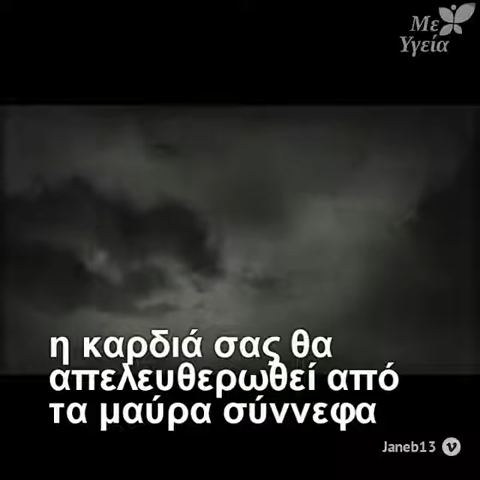 Με
Υγεία
η καρδιά σας θα
απελευθερωθεί από
τα μαύρα σύννεφα
Janeb13